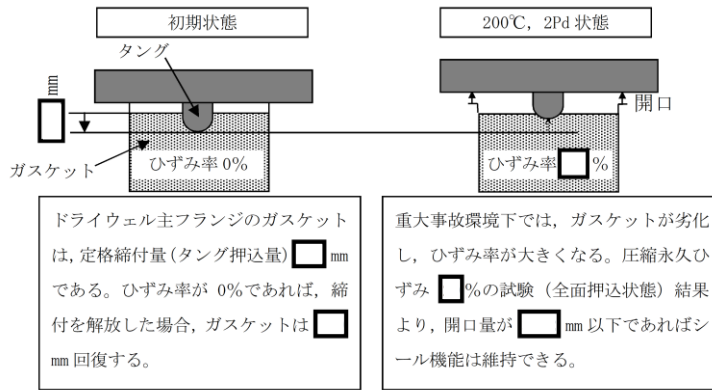 初期状態
200℃, 2Pd 状態
タング
mm
開口
ガスケット
ひずみ率 0%
ひずみ率 %
ドライウェル主フランジのガスケット
は, 定格締付量(タング押込量) mm
である。ひずみ率が 0%であれば, 締
付を解放した場合, ガスケットは
mm 回復する。
重大事故環境下では, ガスケットが劣化
し, ひずみ率が大きくなる。圧縮永久ひ
ずみ %の試験（全面押込状態）結果
より, 開口量が mm 以下であればシ
ール機能は維持できる。